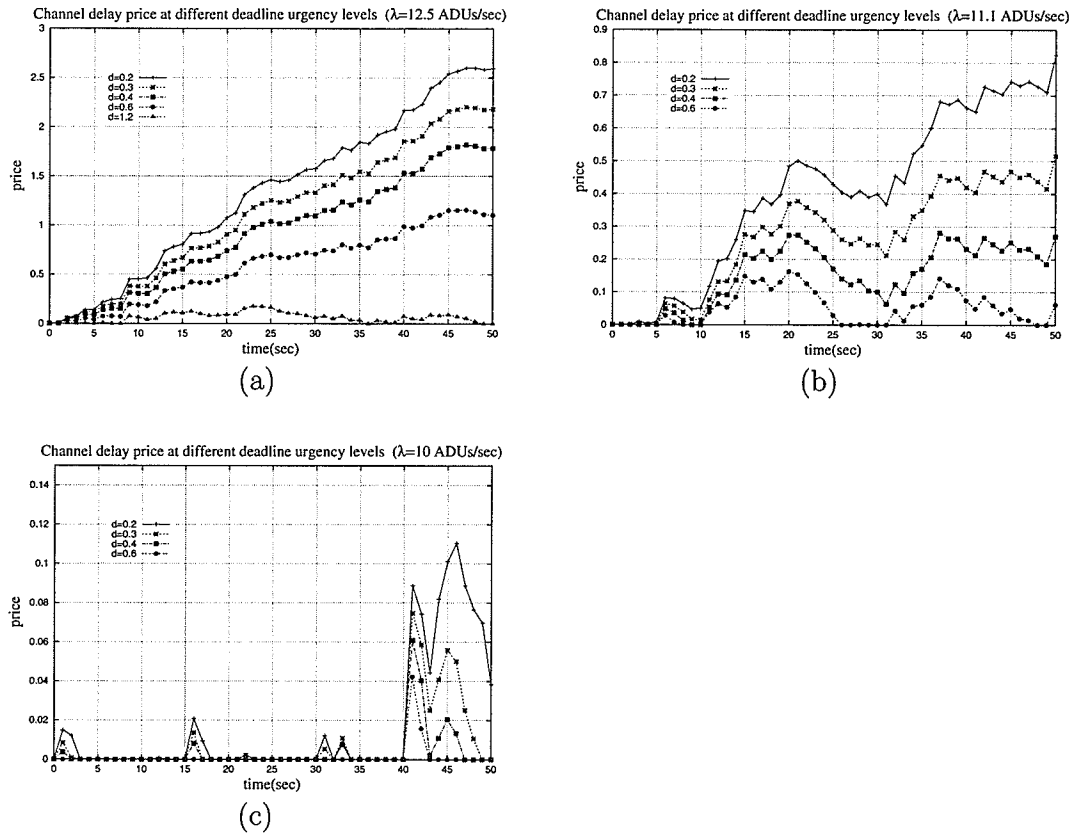 Channel delay price at different deadline urgency levels (λ=12.5 ADUs/sec)
3
2.5
2
1.5
1
0.5
0
price
d=0.2
d=0.3
d=0.4
d=0.6
d=1.2
0 5 10 15 20 25 30 35 40 45 50
time(sec)
(a)
Channel delay price at different deadline urgency levels (λ=11.1 ADUs/sec)
0.9
0.8
0.7
0.6
0.5
0.4
0.3
0.2
0.1
0
price
d=0.2
d=0.3
d=0.4
d=0.6
0 5 10 15 20 25 30 35 40 45 50
time(sec)
(b)
Channel delay price at different deadline urgency levels (λ=10 ADUs/sec)
0.14
0.12
0.1
0.08
0.06
0.04
0.02
0
price
d=0.2
d=0.3
d=0.4
d=0.6
0 5 10 15 20 25 30 35 40 45 50
time(sec)
(c)